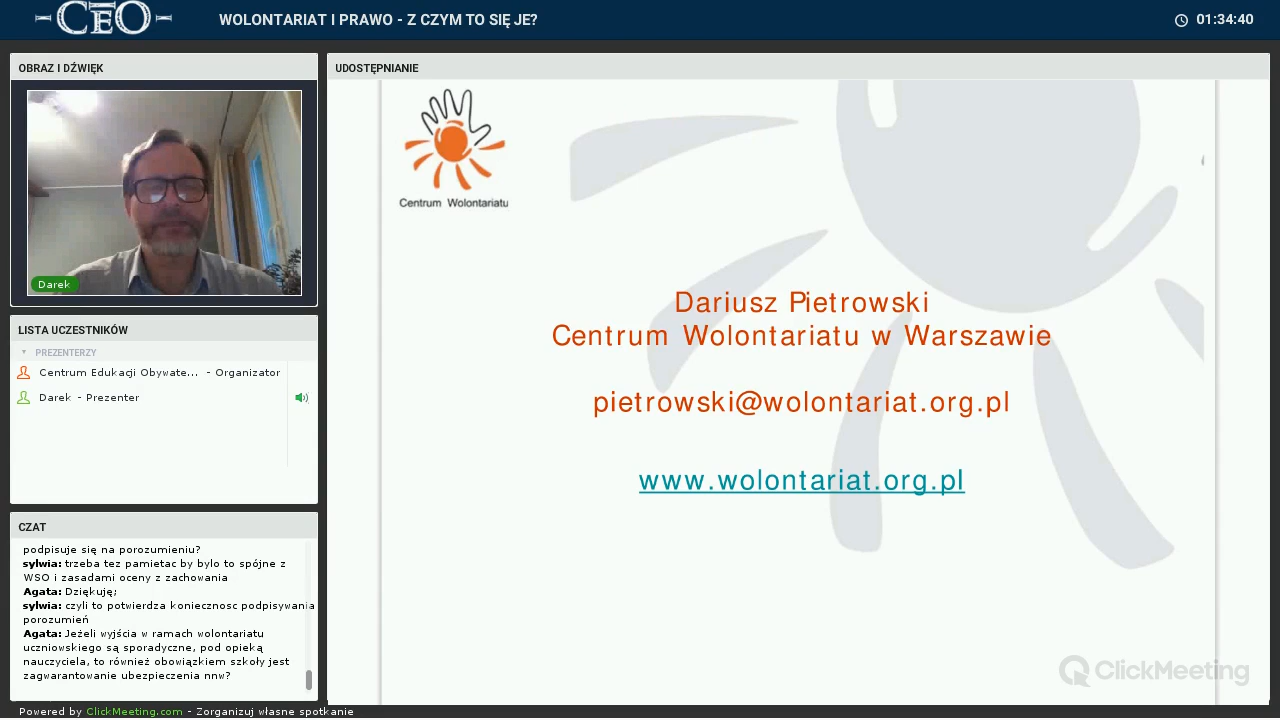 CEO
WOLONTARIAT I PRAWO - Z CZYM TO SIĘ JE?
01:34:40
OBRAZ I DŹWIĘK
Darek
LISTA UCZESTNIKÓW
PREZENTERZY
Centrum Edukacji Obywate... - Organizator
Darek - Prezenter
CZAT
podpisuje się na porozumieniu?
sylwia: trzeba tez pamietac by bylo to spójne z
WSO i zasadami oceny z zachowania
Agata: Dziękuję;
sylwia: czyli to potwierdza koniecznosc podpisywania
porozumień
Agata: Jeżeli wyjścia w ramach wolontariatu
uczniowskiego są sporadyczne, pod opieką
nauczyciela, to również obowiązkiem szkoły jest
zagwarantowanie ubezpieczenia nnw?
UDOSTĘPNIANIE
Centrum Wolontariatu
Dariusz Pietrowski
Centrum Wolontariatu w Warszawie
pietrowski@wolontariat.org.pl
www.wolontariat.org.pl
ClickMeeting
Powered by ClickMeeting.com - Zorganizuj własne spotkanie